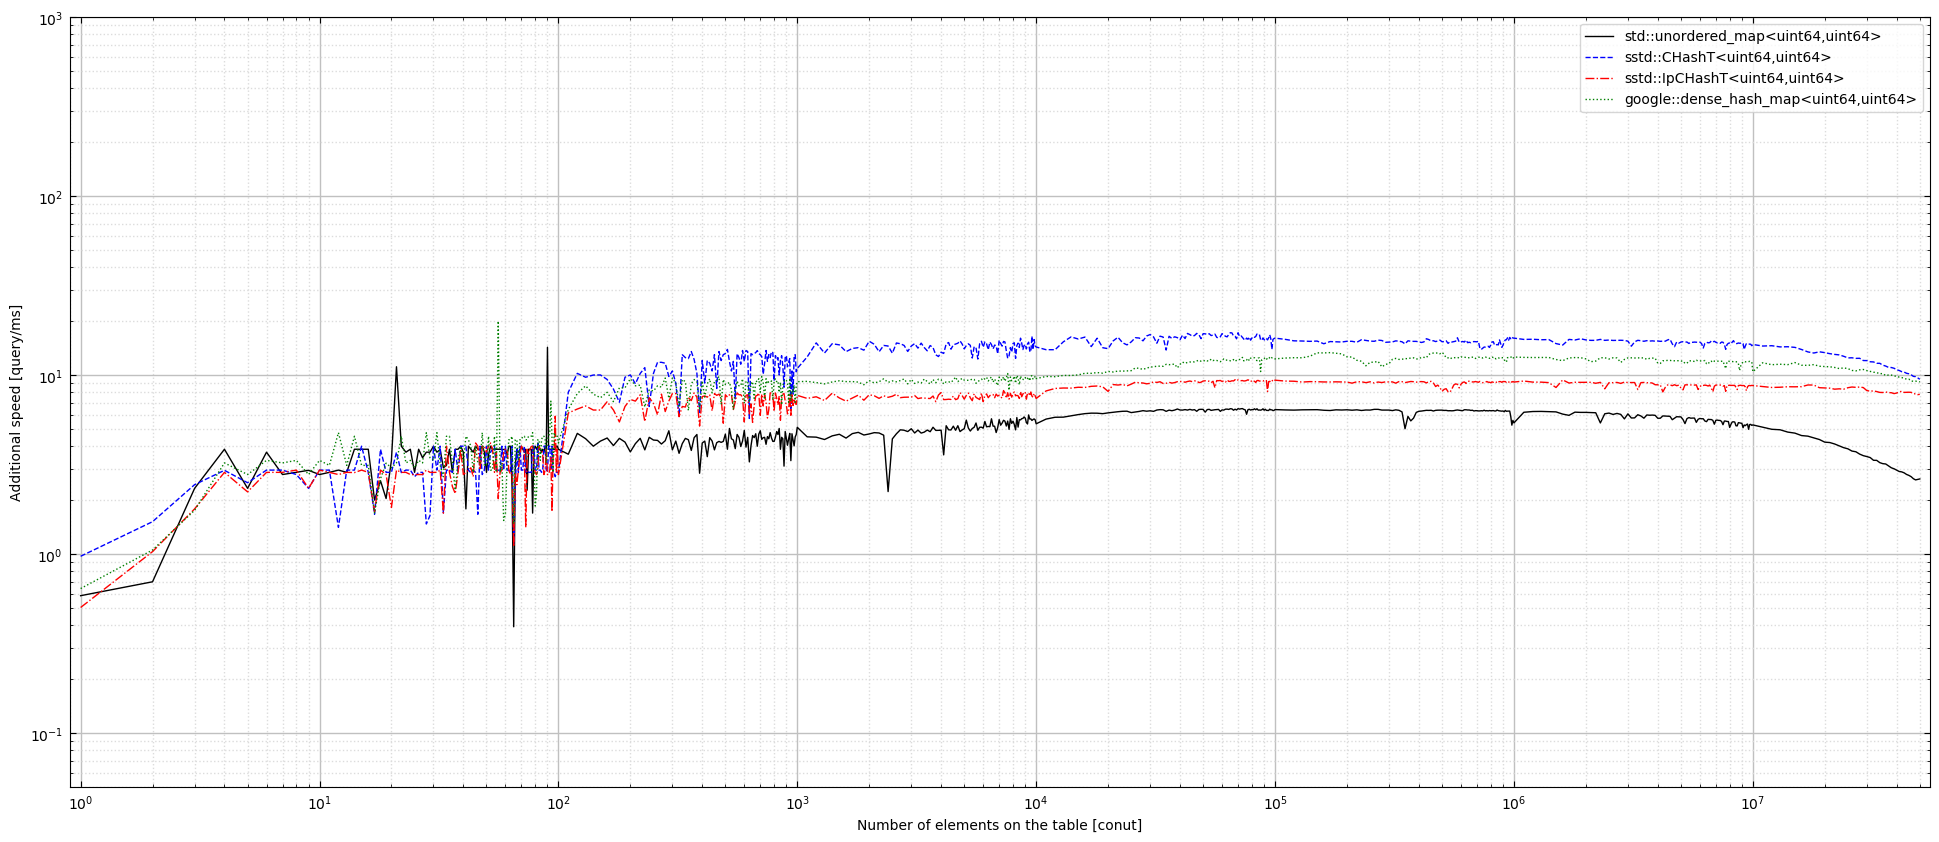 std::unordered_map<uint64,uint64>
sstd::CHashT<uint64,uint64>
sstd::IpCHashT<uint64,uint64>
google::dense_hash_map<uint64,uint64>
Additional speed [query/ms]
10³
10²
10¹
10⁰
10⁻¹
10⁰ 10¹ 10² 10³ 10⁴ 10⁵ 10⁶ 10⁷
Number of elements on the table [conut]